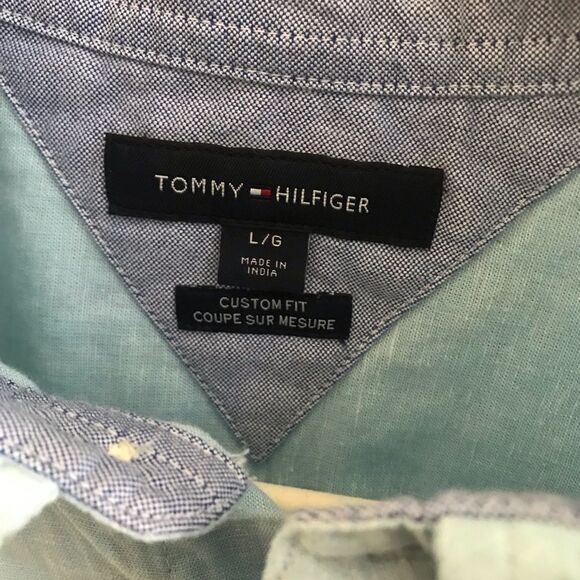 TOMMY HILFIGER
L/G
MADE IN
INDIA
CUSTOM FIT
COUPE SUR MESURE